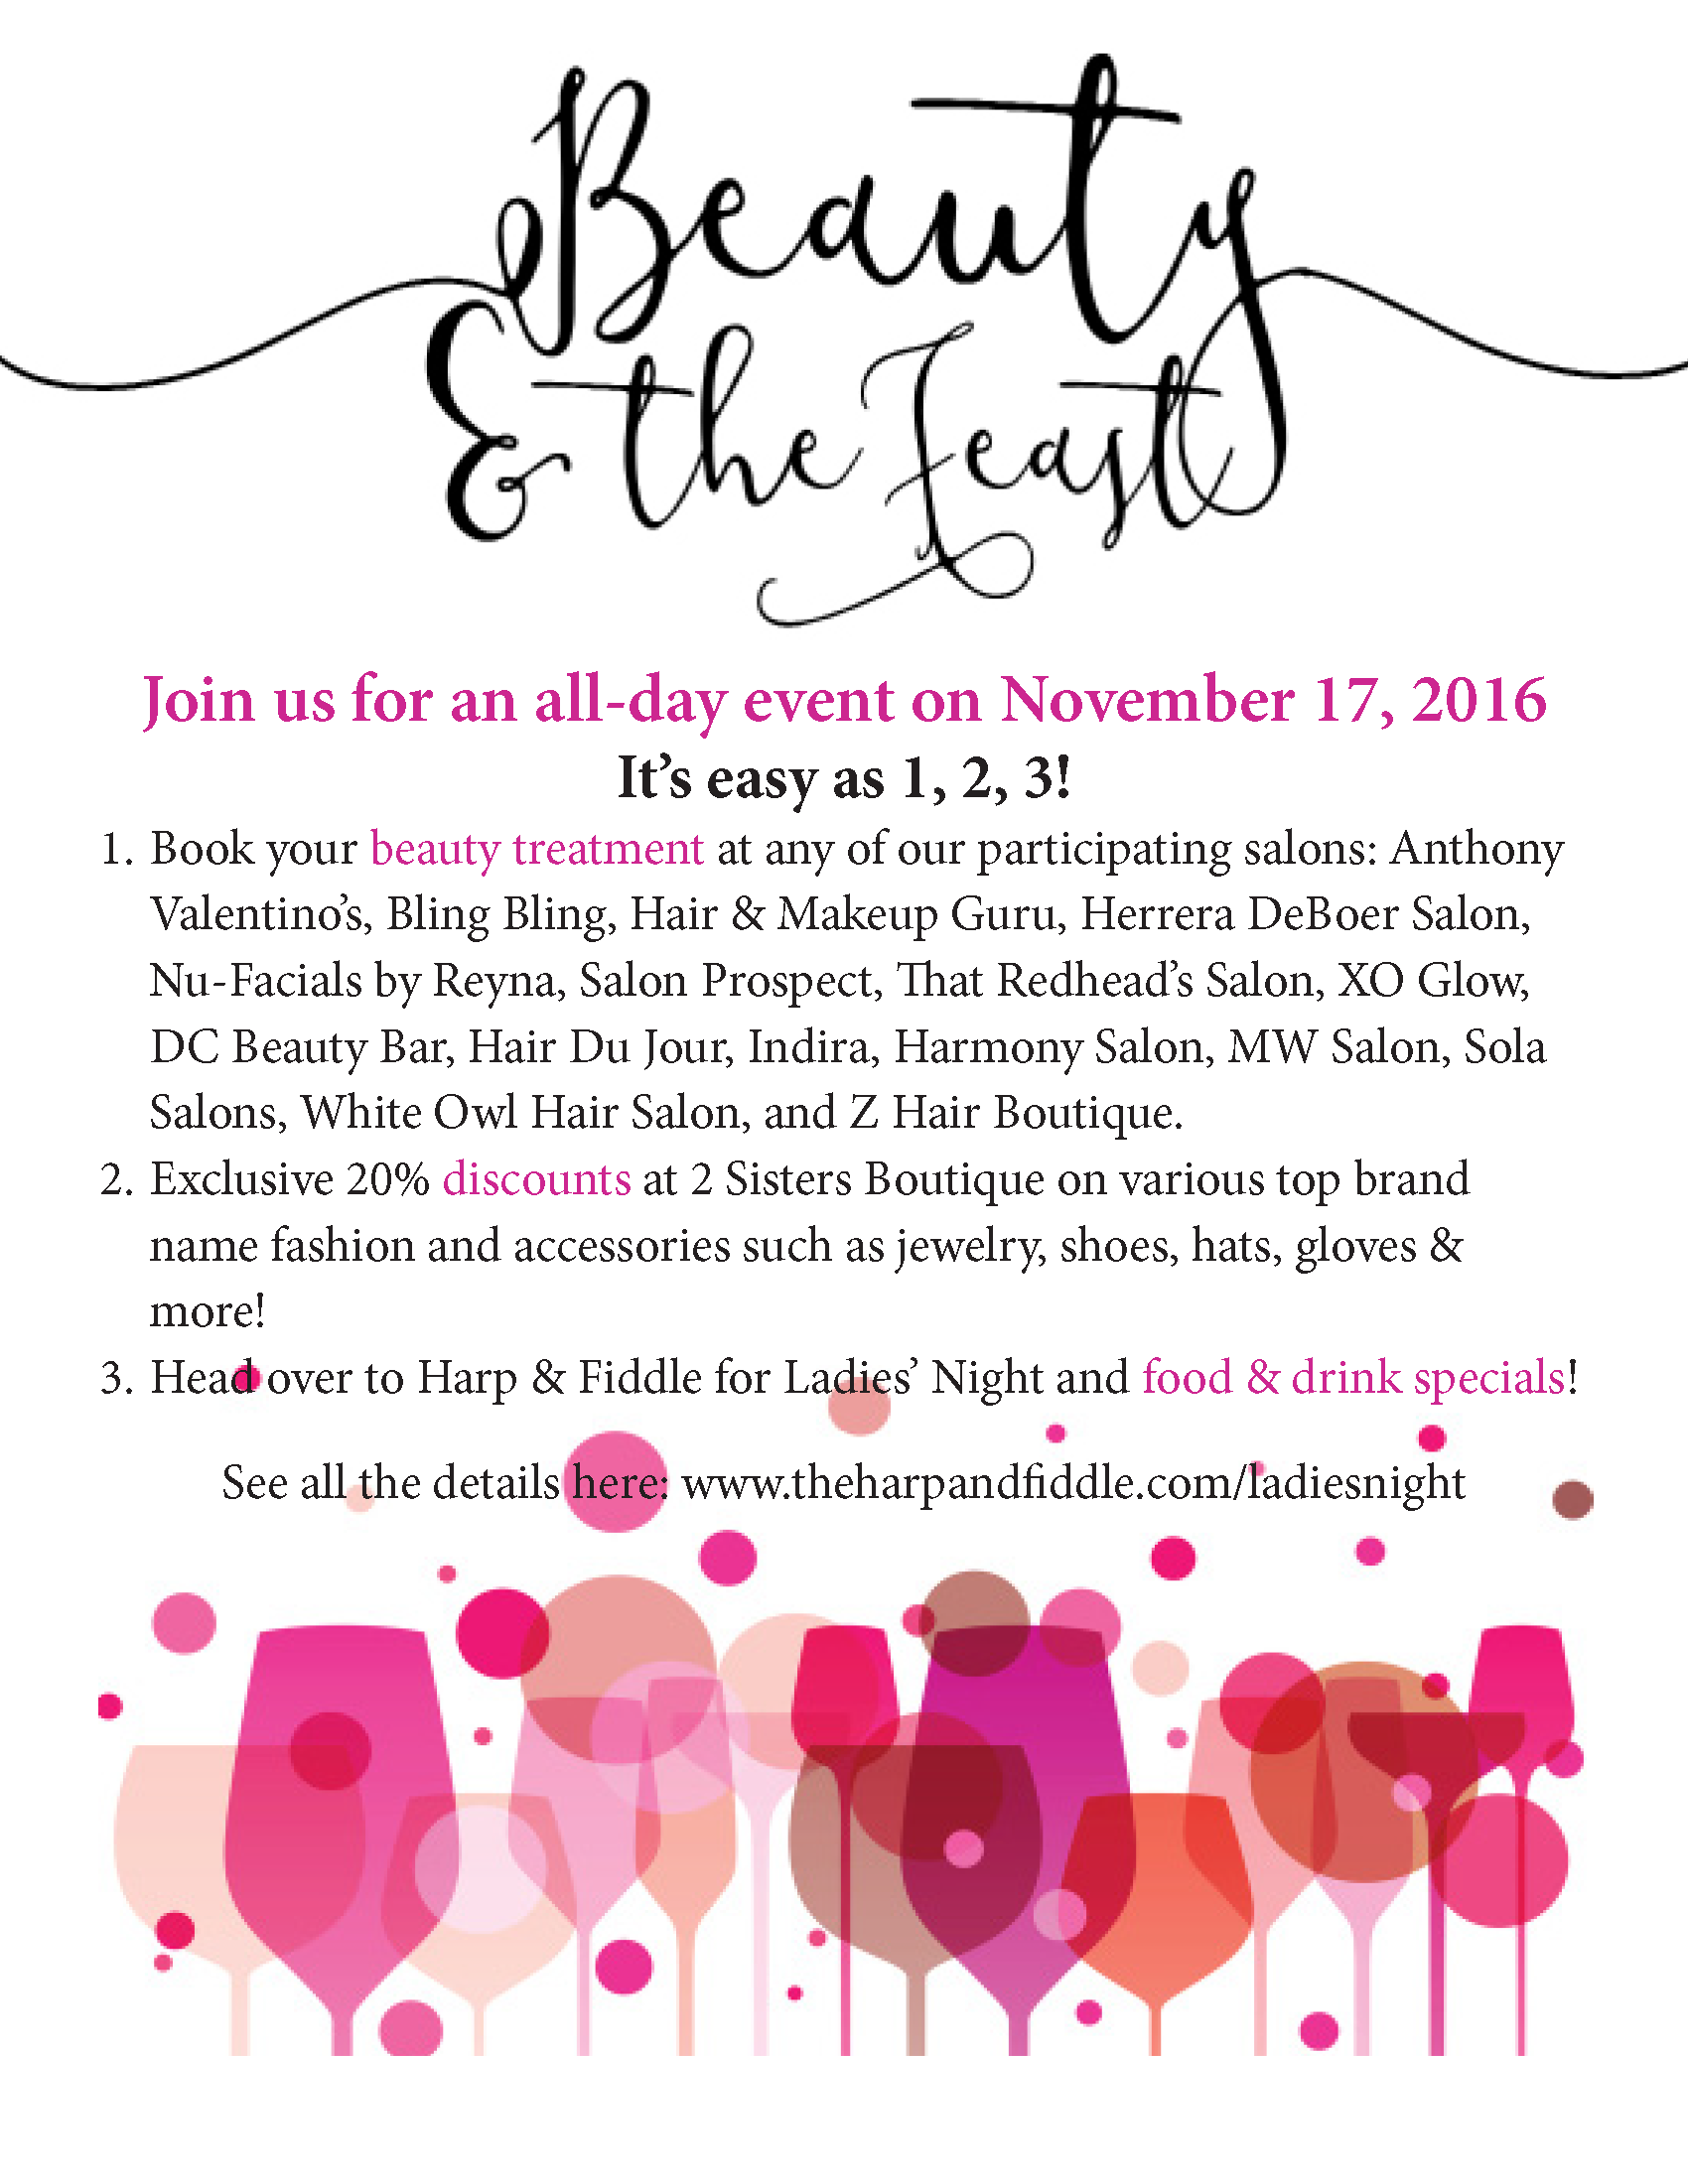 Beauty
& the Feast
Join us for an all-day event on November 17, 2016
It's easy as 1, 2, 3!
1. Book your beauty treatment at any of our participating salons: Anthony
Valentino's, Bling Bling, Hair & Makeup Guru, Herrera DeBoer Salon,
Nu-Facials by Reyna, Salon Prospect, That Redhead's Salon, XO Glow,
DC Beauty Bar, Hair Du Jour, Indira, Harmony Salon, MW Salon, Sola
Salons, White Owl Hair Salon, and Z Hair Boutique.
2. Exclusive 20% discounts at 2 Sisters Boutique on various top brand
name fashion and accessories such as jewelry, shoes, hats, gloves &
more!
3. Head over to Harp & Fiddle for Ladies' Night and food & drink specials!
See all the details here: www.theharpandfiddle.com/ladiesnight